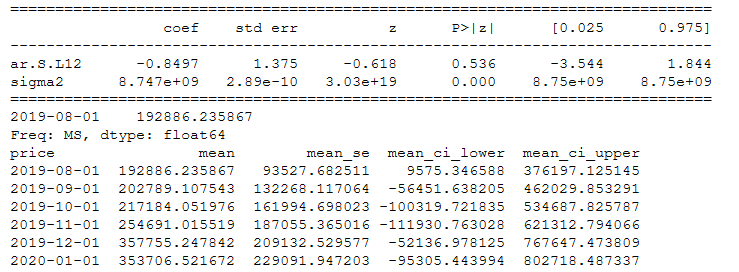 ==============================================================================
                 coef    std err          z      P>|z|      [0.025      0.975]
------------------------------------------------------------------------------
ar.S.L12      -0.8497      1.375     -0.618      0.536      -3.544       1.844
sigma2      8.747e+09   2.89e-10   3.03e+19      0.000    8.75e+09    8.75e+09
==============================================================================
2019-08-01    192886.235867
Freq: MS, dtype: float64
price                mean        mean_se  mean_ci_lower  mean_ci_upper
2019-08-01  192886.235867   93527.682511    9575.346588  376197.125145
2019-09-01  202789.107543  132268.117064  -56451.638205  462029.853291
2019-10-01  217184.051976  161994.698023 -100319.721835  534687.825787
2019-11-01  254691.015519  187055.365016 -111930.763028  621312.794066
2019-12-01  357755.247842  209132.529577  -52136.978125  767647.473809
2020-01-01  353706.521672  229091.947203  -95305.443994  802718.487337